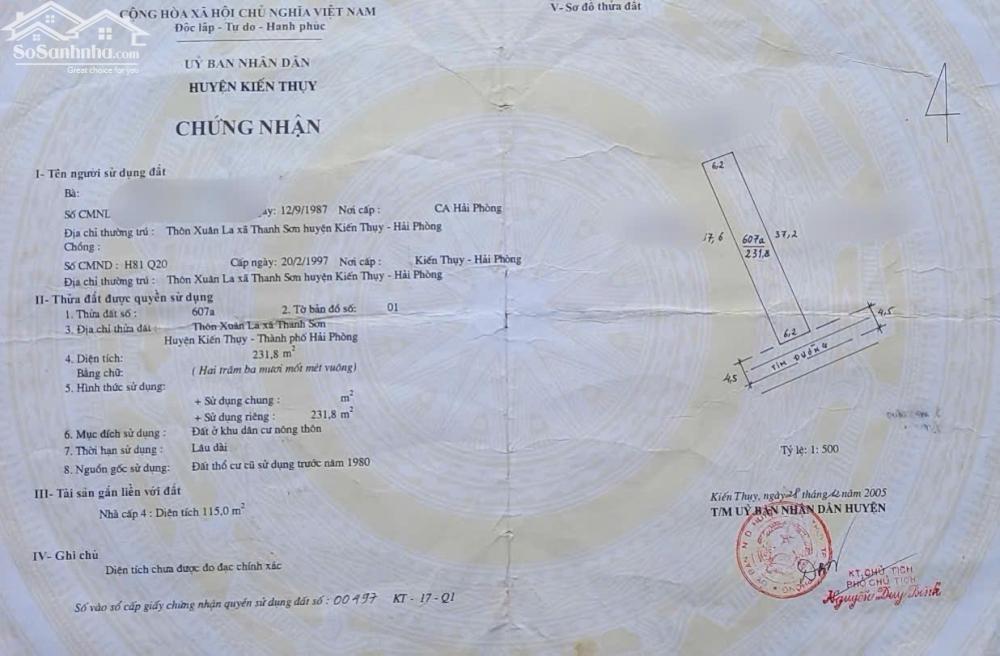 SoSanhnha.com
Great choice for you
CỘNG HÒA XÃ HỘI CHỦ NGHĨA VIỆT NAM
Độc lập - Tự do - Hạnh phúc
UỶ BAN NHÂN DÂN
HUYỆN KIẾN THỤY
CHỨNG NHẬN
I- Tên người sử dụng đất
Bà:
Số CMND 12/9/1987 Nơi cấp : CA Hải Phòng
Địa chỉ thường trú : Thôn Xuân La xã Thanh Sơn huyện Kiến Thụy - Hải Phòng
Chồng :
Số CMND : H81 Q20 Cấp ngày : 20/2/1997 Nơi cấp : Kiến Thụy - Hải Phòng
Địa chỉ thường trú : Thôn Xuân La xã Thanh Sơn huyện Kiến Thụy - Hải Phòng
II- Thửa đất được quyền sử dụng
1. Thửa đất số : 607a 2. Tờ bản đồ số: 01
3. Địa chỉ thửa đất : Thôn Xuân La xã Thanh Sơn
Huyện Kiến Thụy - Thành phố Hải Phòng
4. Diện tích: 231,8 m²
Bằng chữ: ( Hai trăm ba mươi mốt mét vuông)
5. Hình thức sử dụng:
+ Sử dụng chung : m²
+ Sử dụng riêng : 231,8 m²
6. Mục đích sử dụng : Đất ở khu dân cư nông thôn
7. Thời hạn sử dụng : Lâu dài
8. Nguồn gốc sử dụng: Đất thổ cư cũ sử dụng trước năm 1980
III- Tài sản gắn liền với đất
Nhà cấp 4 : Diện tích 115,0 m²
IV- Ghi chú
Diện tích chưa được đo đạc chính xác
Số vào sổ cấp giấy chứng nhận quyền sử dụng đất số : 00497 KT - 17 - Q1
V- Sơ đồ thửa đất
6,2
17,6
607a
231,8
37,2
6,2
4,5
TIM ĐƯỜNG
4,5
Tỷ lệ: 1: 500
Kiến Thụy, ngày 28 tháng 12 năm 2005
T/M UỶ BAN NHÂN DÂN HUYỆN
KT. CHỦ TỊCH
PHÓ CHỦ TỊCH
Nguyễn Duy Bình